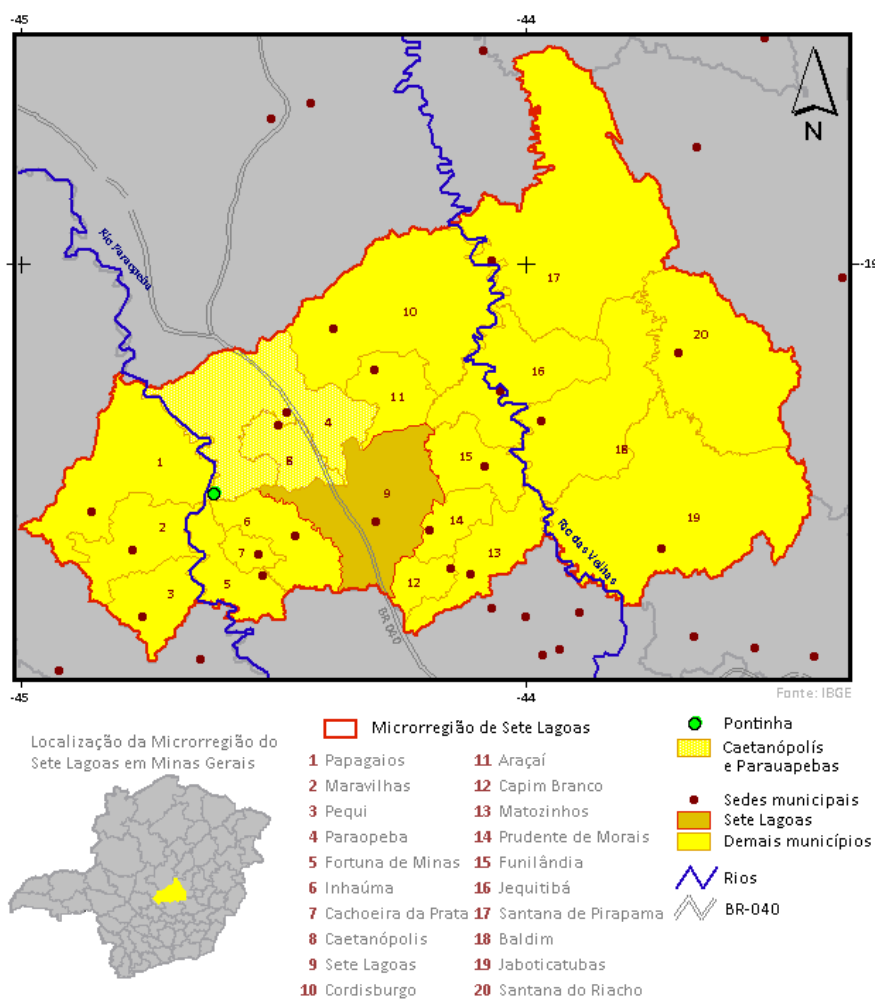 -45
-44
N
Rio Paraopeba
-19
17
10
20
16
11
4
1
18
15
9
6
2
14
19
7
13
Rio das Velhas
5
12
3
BR-040
-45
-44
Fonte: IBGE
Localização da Microrregião do
Sete Lagoas em Minas Gerais
Microrregião de Sete Lagoas
1 Papagaios
2 Maravilhas
3 Pequi
4 Paraopeba
5 Fortuna de Minas
6 Inhaúma
7 Cachoeira da Prata
8 Caetanópolis
9 Sete Lagoas
10 Cordisburgo
11 Araçaí
12 Capim Branco
13 Matozinhos
14 Prudente de Morais
15 Funilândia
16 Jequitibá
17 Santana de Pirapama
18 Baldim
19 Jaboticatubas
20 Santana do Riacho
Pontinha
Caetanópolís
e Parauapebas
Sedes municipais
Sete Lagoas
Demais municípios
Rios
BR-040